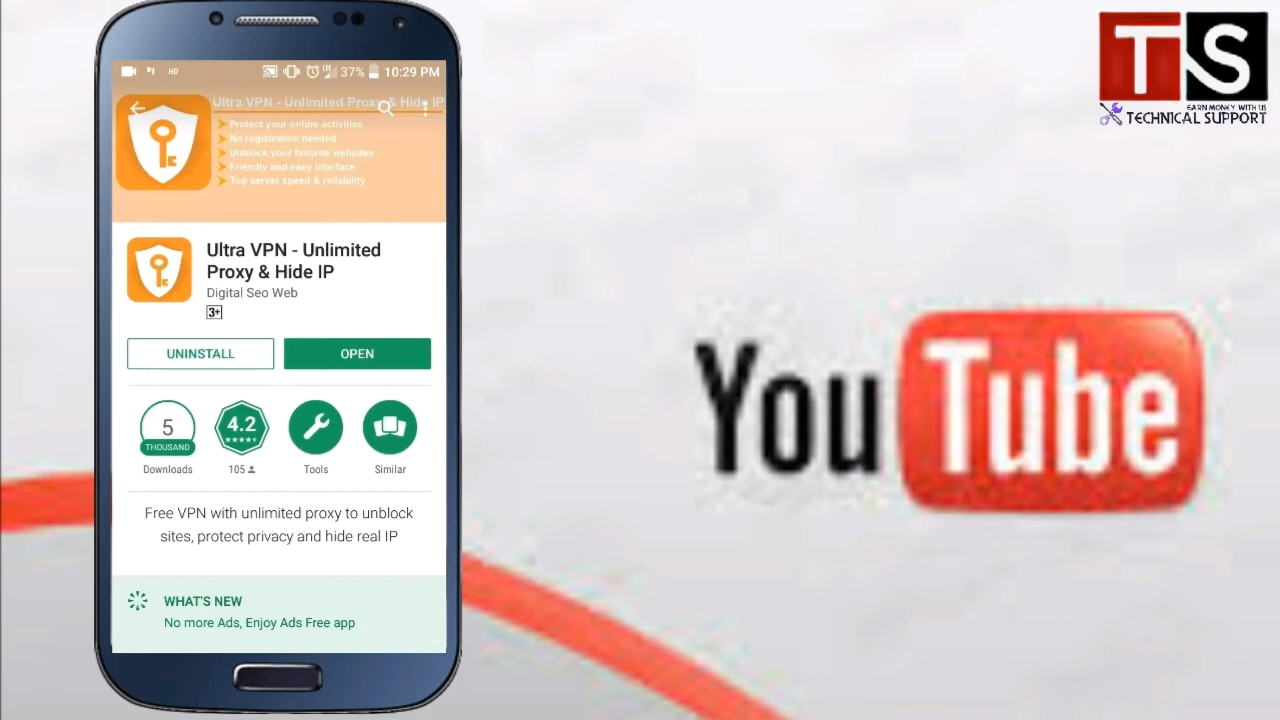 HD
LTE
37%
10:29 PM
Ultra VPN - Unlimited Proxy & Hide IP
Protect your online activities
No registration needed
Unblock your favorite websites
Friendly and easy interface
Top server speed & reliability
Ultra VPN - Unlimited
Proxy & Hide IP
Digital Seo Web
3+
UNINSTALL
OPEN
5
THOUSAND
Downloads
4.2
105
Tools
Similar
Free VPN with unlimited proxy to unblock
sites, protect privacy and hide real IP
WHAT'S NEW
No more Ads, Enjoy Ads Free app
TS
EARN MONEY WITH US
TECHNICAL SUPPORT
YouTube